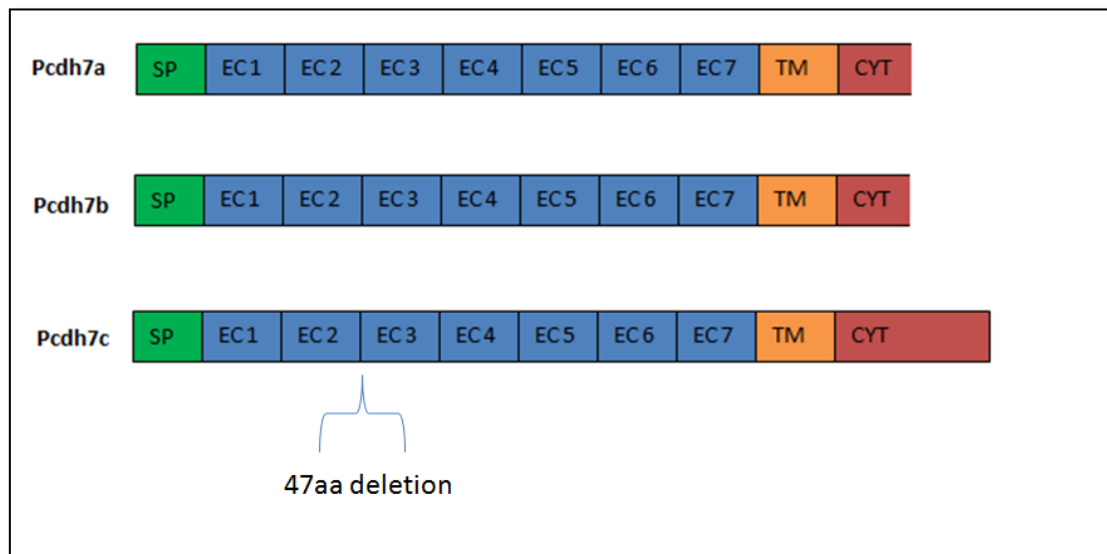 Pcdh7a SP EC1 EC2 EC3 EC4 EC5 EC6 EC7 TM CYT
Pcdh7b SP EC1 EC2 EC3 EC4 EC5 EC6 EC7 TM CYT
Pcdh7c SP EC1 EC2 EC3 EC4 EC5 EC6 EC7 TM CYT
47aa deletion